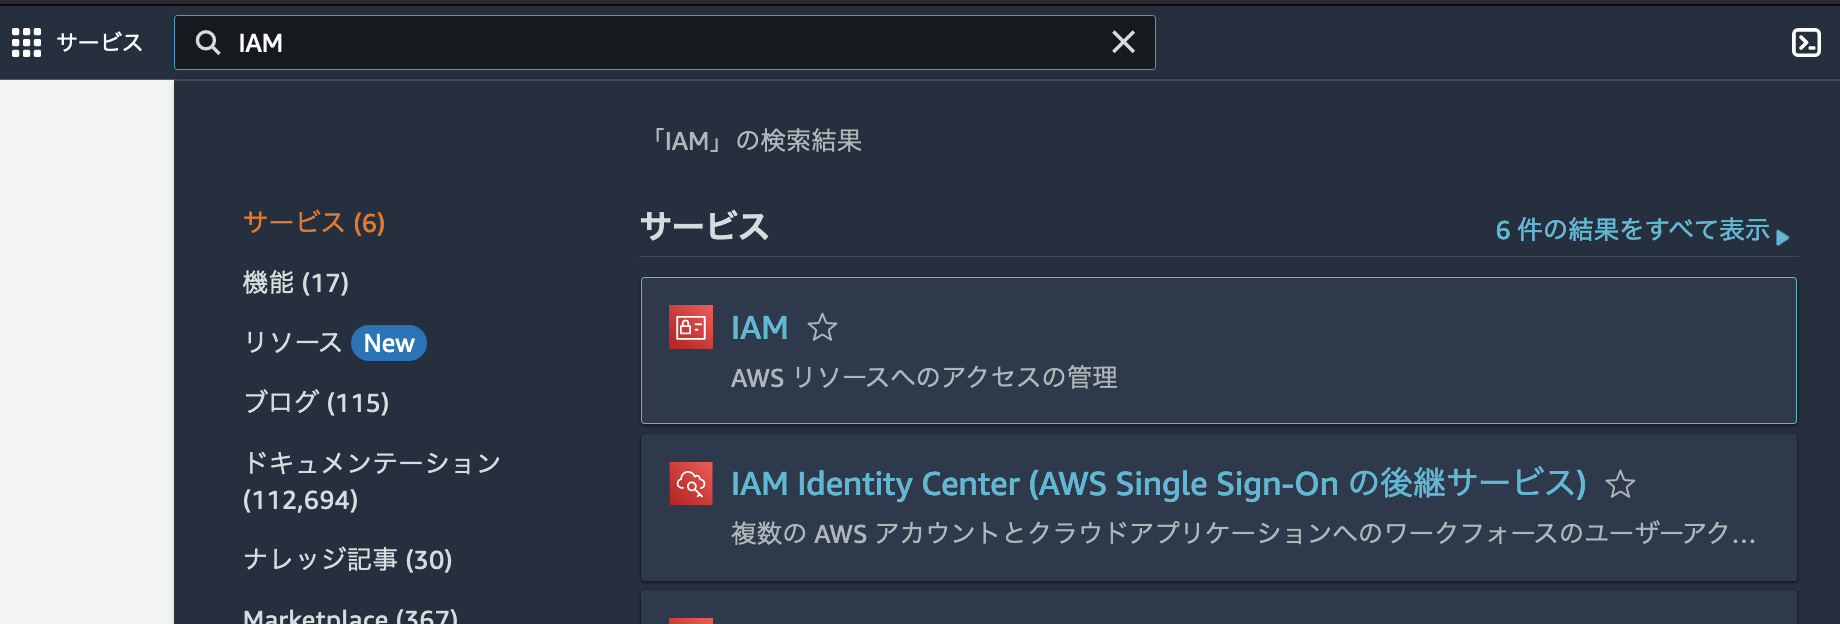 サービス
IAM
「IAM」の検索結果
サービス (6)
機能 (17)
リソース New
ブログ (115)
ドキュメンテーション
(112,694)
ナレッジ記事 (30)
Marketplace (367)
サービス
6 件の結果をすべて表示
IAM
AWS リソースへのアクセスの管理
IAM Identity Center (AWS Single Sign-On の後継サービス)
複数の AWS アカウントとクラウドアプリケーションへのワークフォースのユーザーアク...